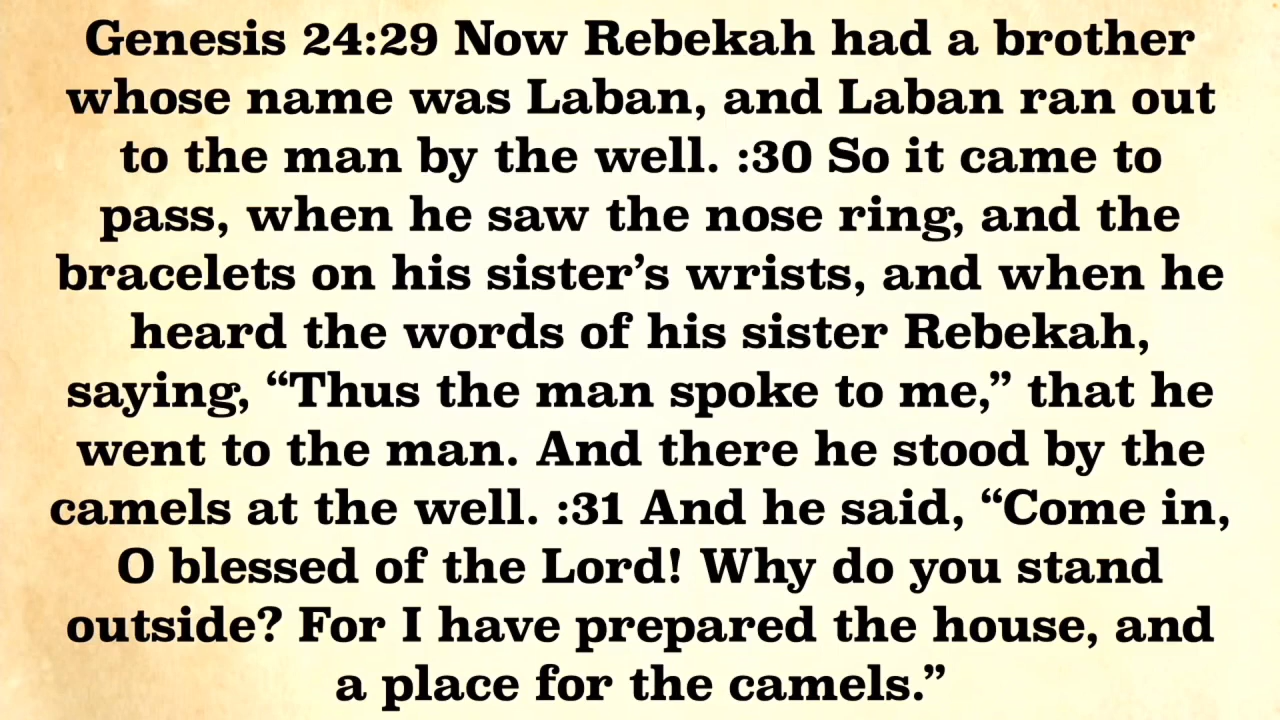 Genesis 24:29 Now Rebekah had a brother
whose name was Laban, and Laban ran out
to the man by the well. :30 So it came to
pass, when he saw the nose ring, and the
bracelets on his sister’s wrists, and when he
heard the words of his sister Rebekah,
saying, “Thus the man spoke to me,” that he
went to the man. And there he stood by the
camels at the well. :31 And he said, “Come in,
O blessed of the Lord! Why do you stand
outside? For I have prepared the house, and
a place for the camels.”